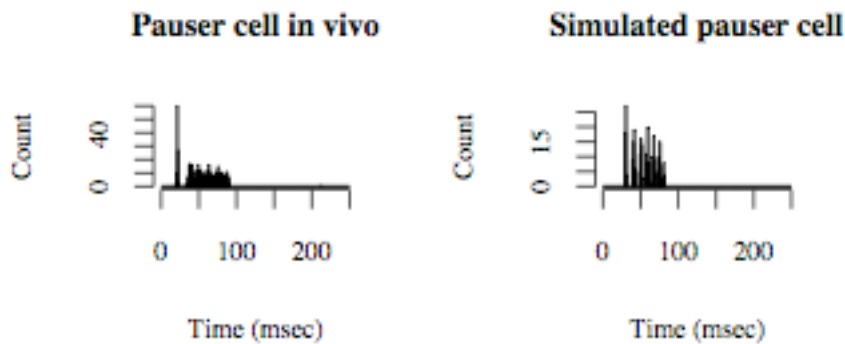 Pauser cell in vivo
Simulated pauser cell
Count
0
40
0
100
200
Time (msec)
Count
0
15
0
100
200
Time (msec)